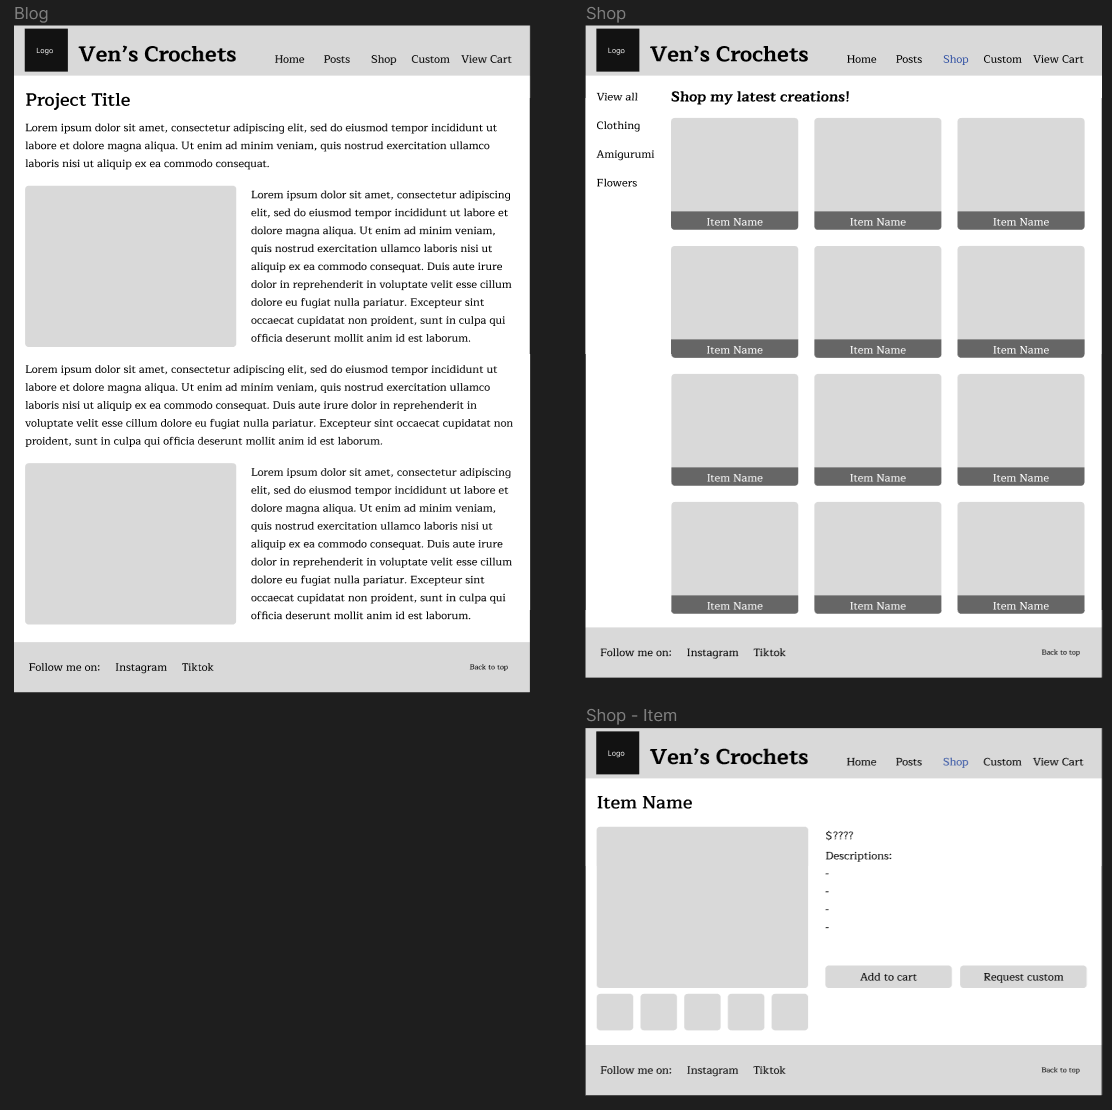 Blog
Logo
Ven's Crochets
Home Posts Shop Custom View Cart
Project Title
Lorem ipsum dolor sit amet, consectetur adipiscing elit, sed do eiusmod tempor incididunt ut
labore et dolore magna aliqua. Ut enim ad minim veniam, quis nostrud exercitation ullamco
laboris nisi ut aliquip ex ea commodo consequat.
Lorem ipsum dolor sit amet, consectetur adipiscing
elit, sed do eiusmod tempor incididunt ut labore et
dolore magna aliqua. Ut enim ad minim veniam,
quis nostrud exercitation ullamco laboris nisi ut
aliquip ex ea commodo consequat. Duis aute irure
dolor in reprehenderit in voluptate velit esse cillum
dolore eu fugiat nulla pariatur. Excepteur sint
occaecat cupidatat non proident, sunt in culpa qui
officia deserunt mollit anim id est laborum.
Lorem ipsum dolor sit amet, consectetur adipiscing elit, sed do eiusmod tempor incididunt ut
labore et dolore magna aliqua. Ut enim ad minim veniam, quis nostrud exercitation ullamco
laboris nisi ut aliquip ex ea commodo consequat. Duis aute irure dolor in reprehenderit in
voluptate velit esse cillum dolore eu fugiat nulla pariatur. Excepteur sint occaecat cupidatat non
proident, sunt in culpa qui officia deserunt mollit anim id est laborum.
Lorem ipsum dolor sit amet, consectetur adipiscing
elit, sed do eiusmod tempor incididunt ut labore et
dolore magna aliqua. Ut enim ad minim veniam,
quis nostrud exercitation ullamco laboris nisi ut
aliquip ex ea commodo consequat. Duis aute irure
dolor in reprehenderit in voluptate velit esse cillum
dolore eu fugiat nulla pariatur. Excepteur sint
occaecat cupidatat non proident, sunt in culpa qui
officia deserunt mollit anim id est laborum.
Follow me on: Instagram Tiktok Back to top
Shop
Logo
Ven's Crochets
Home Posts Shop Custom View Cart
View all
Clothing
Amigurumi
Flowers
Shop my latest creations!
Item Name Item Name Item Name
Item Name Item Name Item Name
Item Name Item Name Item Name
Item Name Item Name Item Name
Follow me on: Instagram Tiktok Back to top
Shop - Item
Logo
Ven's Crochets
Home Posts Shop Custom View Cart
Item Name
$????
Descriptions:
-
-
-
-
Add to cart Request custom
Follow me on: Instagram Tiktok Back to top